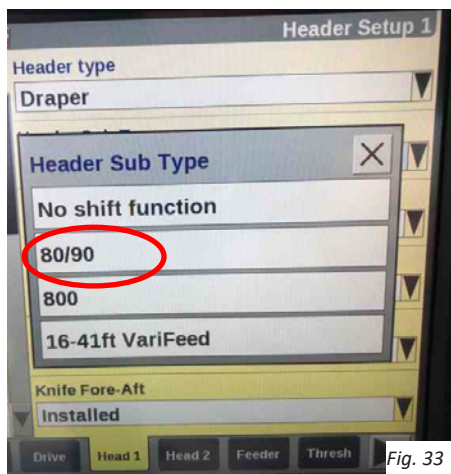 Header Setup 1
Header type
Draper
Header Sub Type
No shift function
80/90
800
16-41ft VariFeed
Knife Fore-Aft
Installed
Drive Head 1 Head 2 Feeder Thresh
Fig. 33